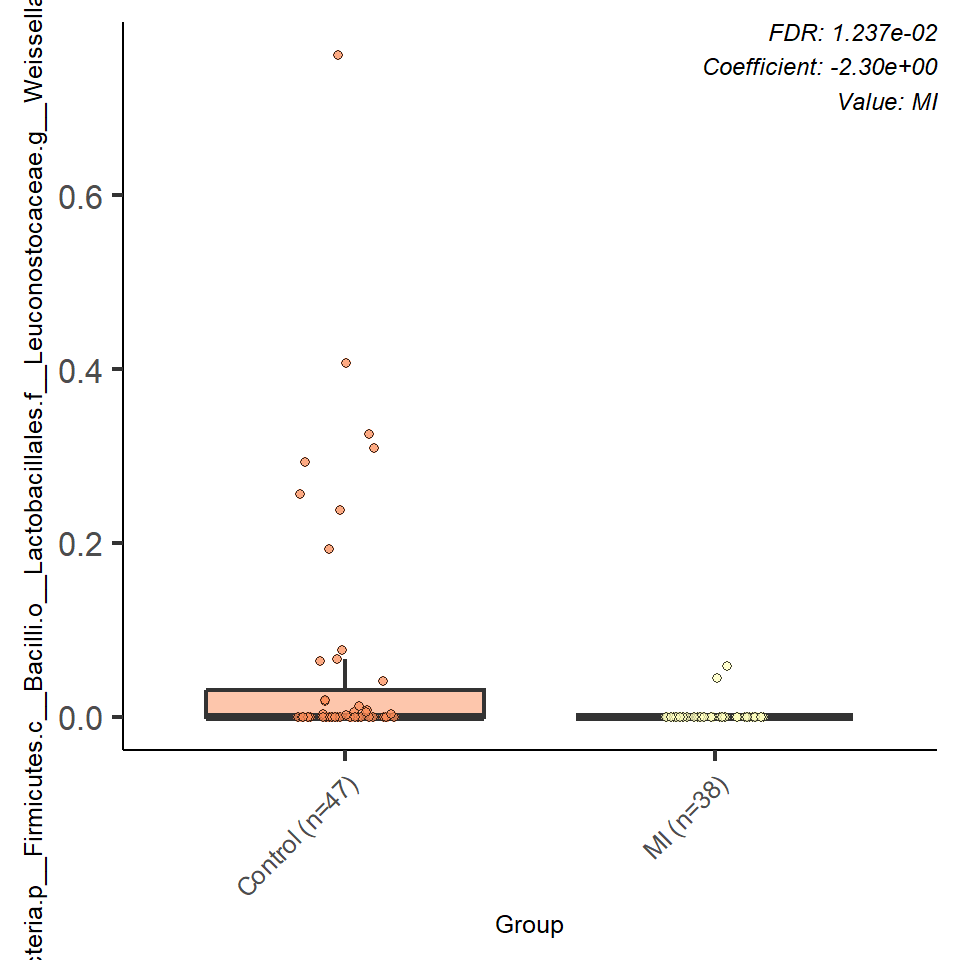 FDR: 1.237e-02
Coefficient: -2.30e+00
Value: MI
cteria.p__Firmicutes.c__Bacilli.o__Lactobacillales.f__Leuconostocaceae.g__Weissella
0.6
0.4
0.2
0.0
Control (n=47)
MI (n=38)
Group